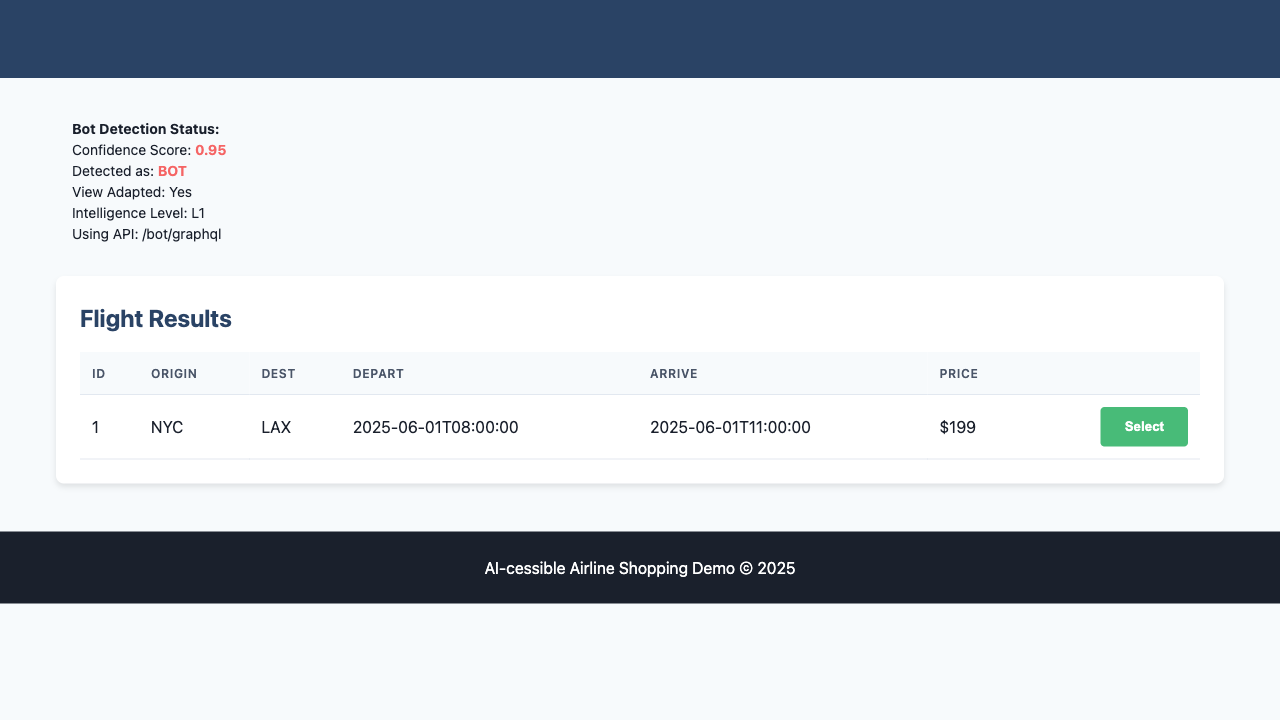 Bot Detection Status:
Confidence Score: 0.95
Detected as: BOT
View Adapted: Yes
Intelligence Level: L1
Using API: /bot/graphql
Flight Results
ID ORIGIN DEST DEPART ARRIVE PRICE
1 NYC LAX 2025-06-01T08:00:00 2025-06-01T11:00:00 $199 Select
AI-cessible Airline Shopping Demo © 2025